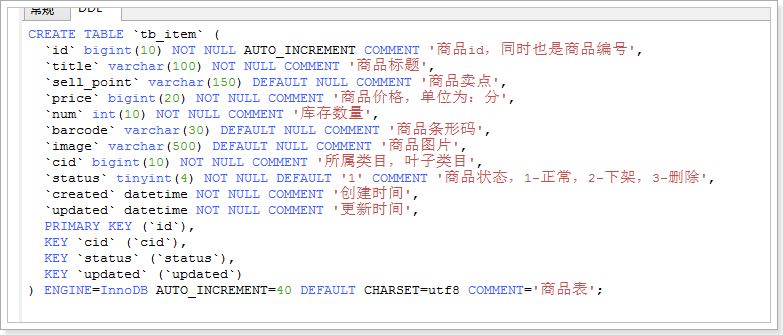 常规 DDL
CREATE TABLE `tb_item` (
  `id` bigint(10) NOT NULL AUTO_INCREMENT COMMENT '商品id，同时也是商品编号',
  `title` varchar(100) NOT NULL COMMENT '商品标题',
  `sell_point` varchar(150) DEFAULT NULL COMMENT '商品卖点',
  `price` bigint(20) NOT NULL COMMENT '商品价格，单位为：分',
  `num` int(10) NOT NULL COMMENT '库存数量',
  `barcode` varchar(30) DEFAULT NULL COMMENT '商品条形码',
  `image` varchar(500) DEFAULT NULL COMMENT '商品图片',
  `cid` bigint(10) NOT NULL COMMENT '所属类目，叶子类目',
  `status` tinyint(4) NOT NULL DEFAULT '1' COMMENT '商品状态，1-正常，2-下架，3-删除',
  `created` datetime NOT NULL COMMENT '创建时间',
  `updated` datetime NOT NULL COMMENT '更新时间',
  PRIMARY KEY (`id`),
  KEY `cid` (`cid`),
  KEY `status` (`status`),
  KEY `updated` (`updated`)
) ENGINE=InnoDB AUTO_INCREMENT=40 DEFAULT CHARSET=utf8 COMMENT='商品表';